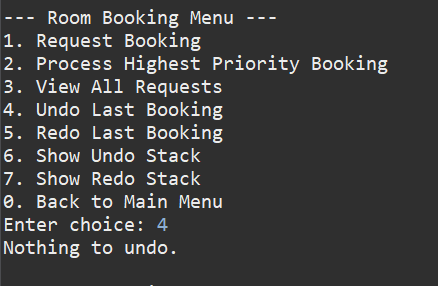 --- Room Booking Menu ---
1. Request Booking
2. Process Highest Priority Booking
3. View All Requests
4. Undo Last Booking
5. Redo Last Booking
6. Show Undo Stack
7. Show Redo Stack
0. Back to Main Menu
Enter choice: 4
Nothing to undo.